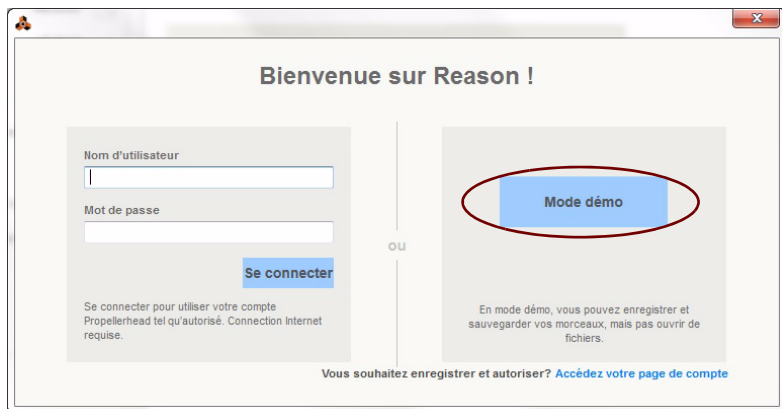 Bienvenue sur Reason !
Nom d'utilisateur
Mot de passe
Se connecter
Se connecter pour utiliser votre compte
Propellerhead tel qu'autorisé. Connection Internet
requise.
ou
Mode démo
En mode démo, vous pouvez enregistrer et
sauvegarder vos morceaux, mais pas ouvrir de
fichiers.
Vous souhaitez enregistrer et autoriser? Accédez votre page de compte